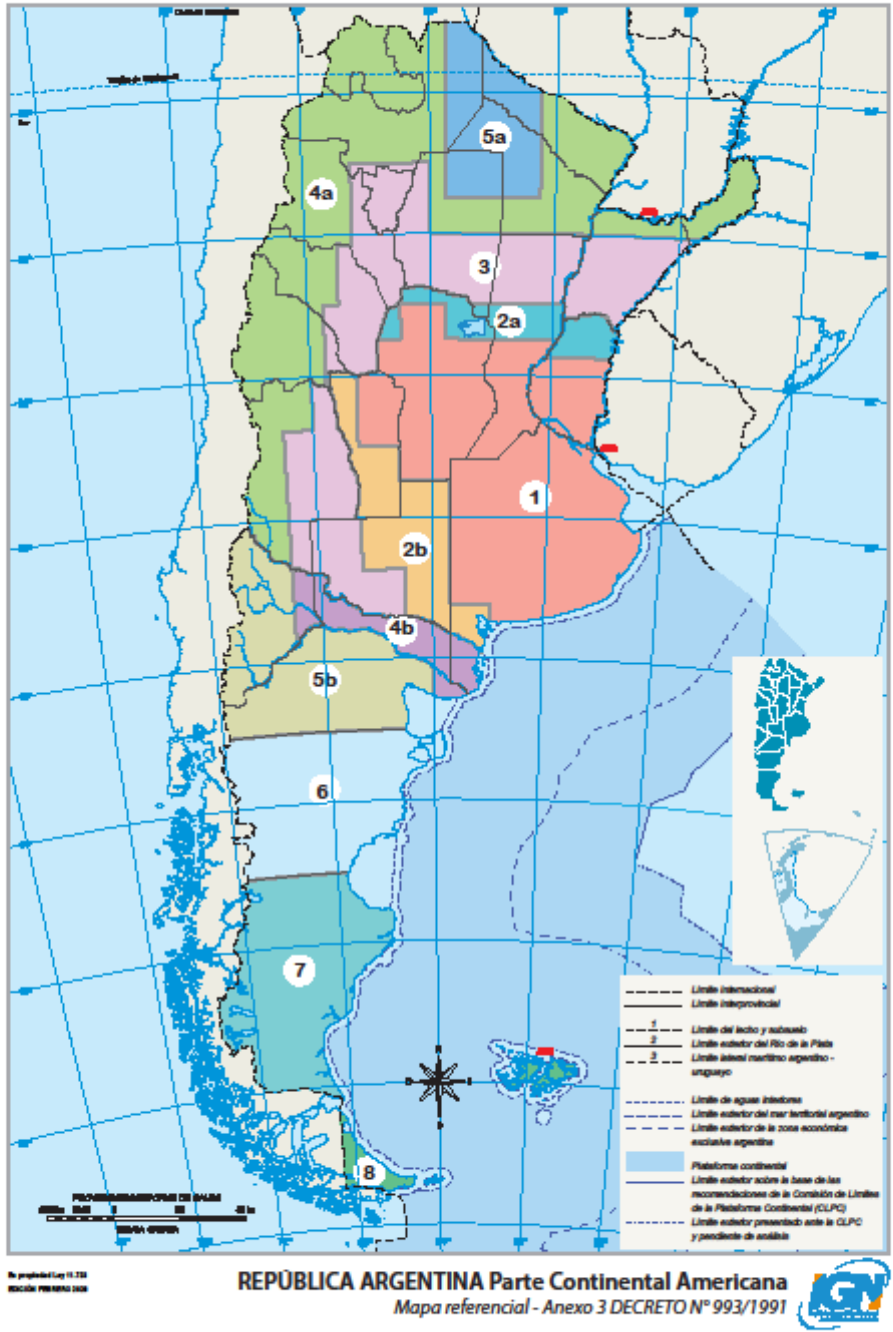 5a
4a
3
2a
1
2b
4b
5b
6
7
8
Límite internacional
Límite interprovincial
1
Límite del lecho y subsuelo
2
Límite exterior del Río de la Plata
3
Límite lateral marítimo argentino -
uruguayo
Límite de aguas interiores
Límite exterior del mar territorial argentino
Límite exterior de la zona económica
exclusiva argentina
Plataforma continental
Límite exterior sobre la base de las
recomendaciones de la Comisión de Límites
de la Plataforma Continental (CLPC)
Límite exterior presentado ante la CLPC
y pendiente de análisis
REPÚBLICA ARGENTINA Parte Continental Americana
Mapa referencial - Anexo 3 DECRETO N° 993/1991
IGN